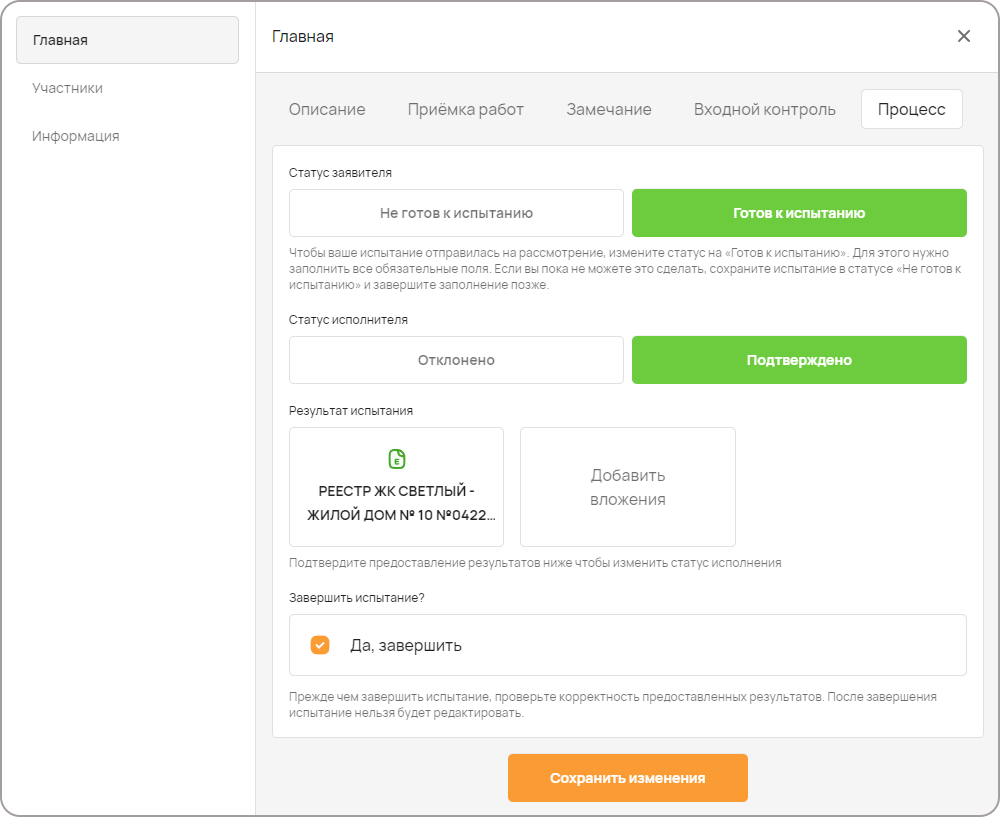 Главная
Участники
Информация
Главная
Описание
Приёмка работ
Замечание
Входной контроль
Процесс
Статус заявителя
Не готов к испытанию
Готов к испытанию
Чтобы ваше испытание отправилась на рассмотрение, измените статус на «Готов к испытанию». Для этого нужно
заполнить все обязательные поля. Если вы пока не можете это сделать, сохраните испытание в статусе «Не готов к
испытанию» и завершите заполнение позже.
Статус исполнителя
Отклонено
Подтверждено
Результат испытания
E
РЕЕСТР ЖК СВЕТЛЫЙ -
ЖИЛОЙ ДОМ № 10 №0422...
Добавить
вложения
Подтвердите предоставление результатов ниже чтобы изменить статус исполнения
Завершить испытание?
Да, завершить
Прежде чем завершить испытание, проверьте корректность предоставленных результатов. После завершения
испытание нельзя будет редактировать.
Сохранить изменения